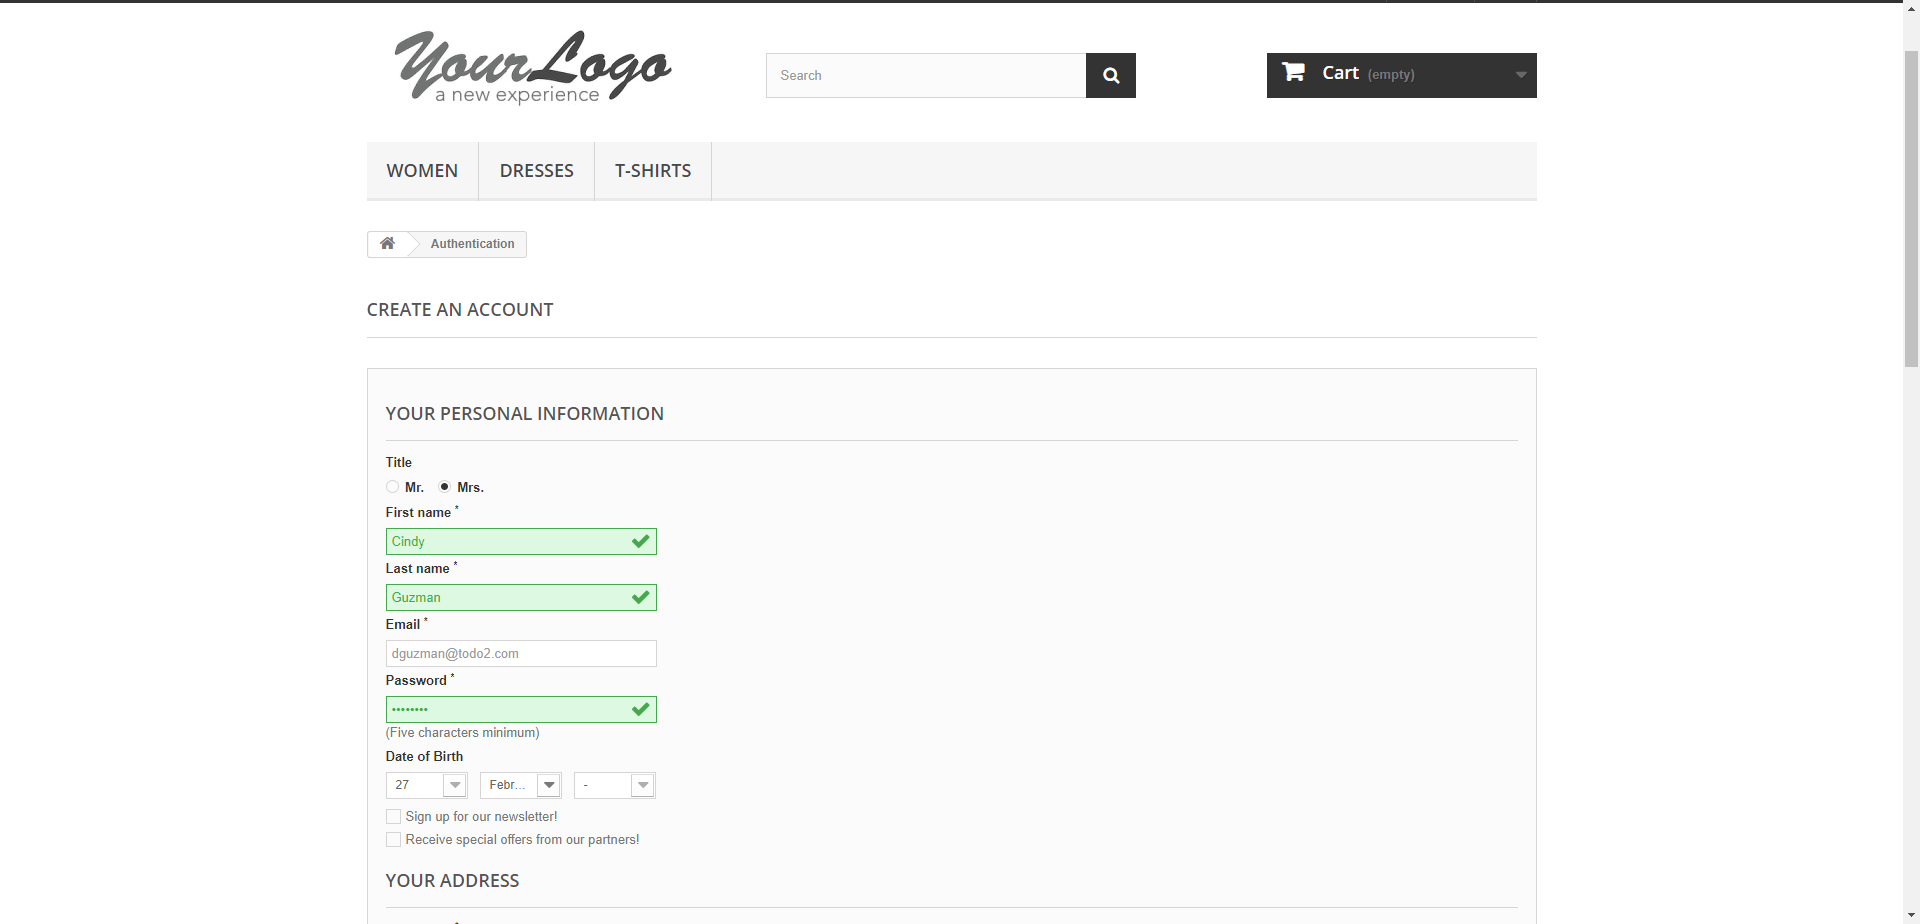 YourLogo
a new experience
Search
Cart (empty)
WOMEN DRESSES T-SHIRTS
Authentication
CREATE AN ACCOUNT
YOUR PERSONAL INFORMATION
Title
Mr. Mrs.
First name *
Cindy
Last name *
Guzman
Email *
dguzman@todo2.com
Password *
••••••••
(Five characters minimum)
Date of Birth
27 Febr... -
Sign up for our newsletter!
Receive special offers from our partners!
YOUR ADDRESS